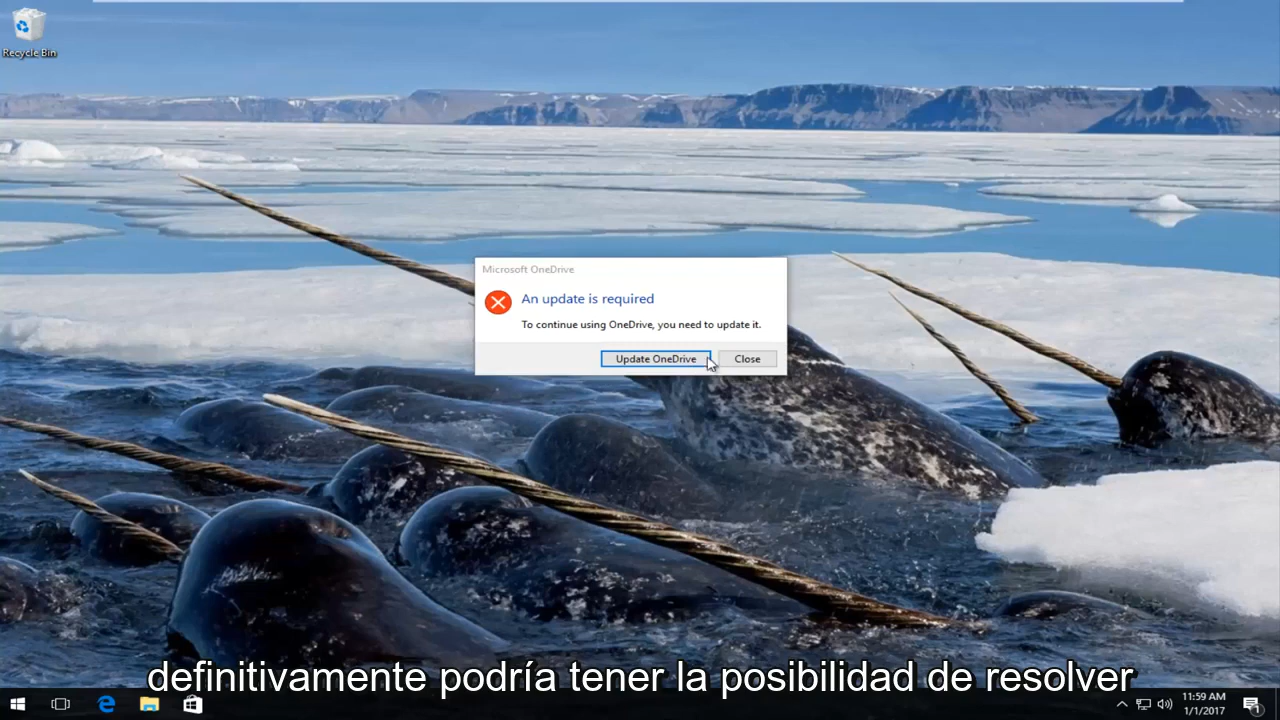 Recycle Bin
Microsoft OneDrive
An update is required
To continue using OneDrive, you need to update it.
Update OneDrive
Close
definitivamente podría tener la posibilidad de resolver
11:59 AM
1/1/2017
1